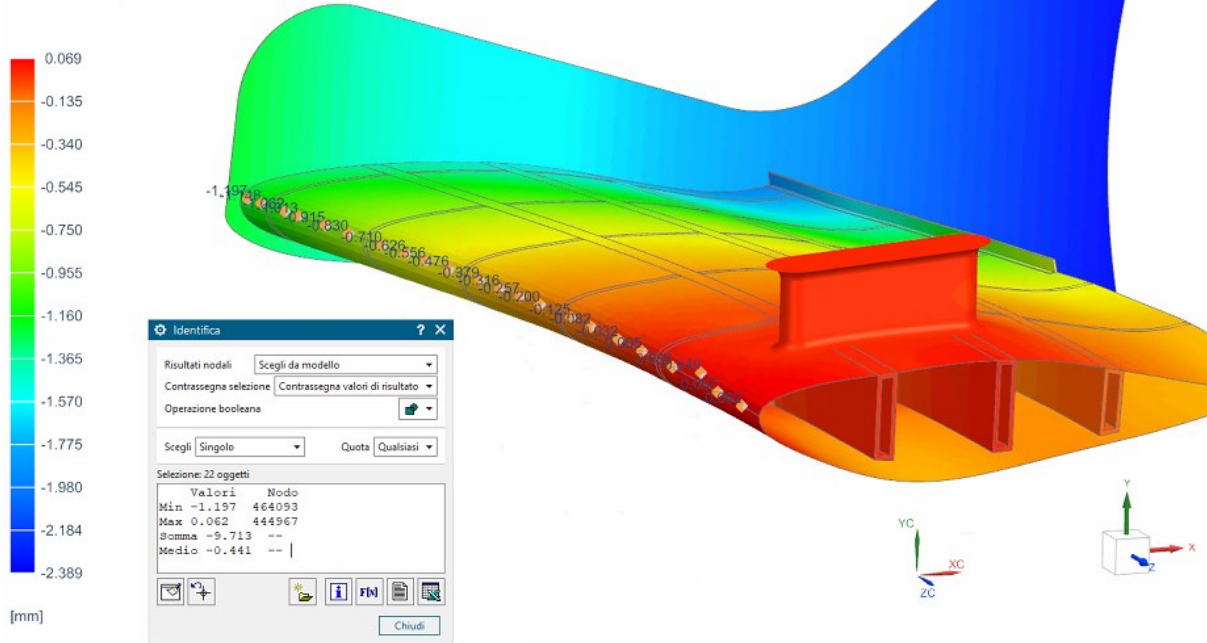 0.069
-0.135
-0.340
-0.545
-0.750
-0.955
-1.160
-1.365
-1.570
-1.775
-1.980
-2.184
-2.389
[mm]
-1.197
-0.915
-0.830
-0.710
-0.626
-0.556
-0.476
-0.379
-0.316
-0.257
-0.200
-0.125
-0.082
-0.032
Identifica ? X
Risultati nodali Scegli da modello
Contrassegna selezione Contrassegna valori di risultato
Operazione booleana
Scegli Singolo Quota Qualsiasi
Selezione: 22 oggetti
Valori Nodo
Min -1.197 464093
Max 0.062 444967
Somma -9.713 --
Medio -0.441 --
F(x)
Chiudi
YC
XC
ZC
Y
X
Z